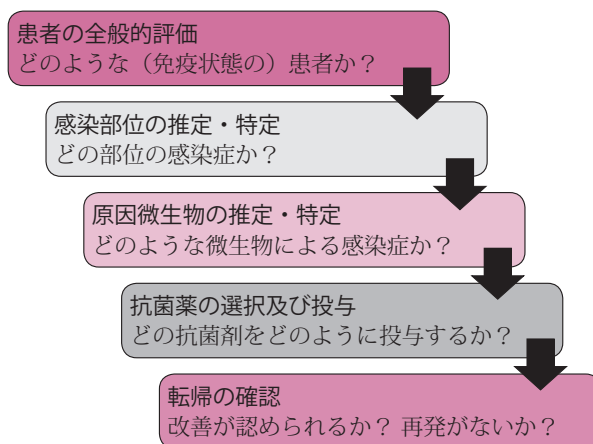 患者の全般的評価
どのような（免疫状態の）患者か？
感染部位の推定・特定
どの部位の感染症か？
原因微生物の推定・特定
どのような微生物による感染症か？
抗菌薬の選択及び投与
どの抗菌剤をどのように投与するか？
転帰の確認
改善が認められるか？ 再発がないか？